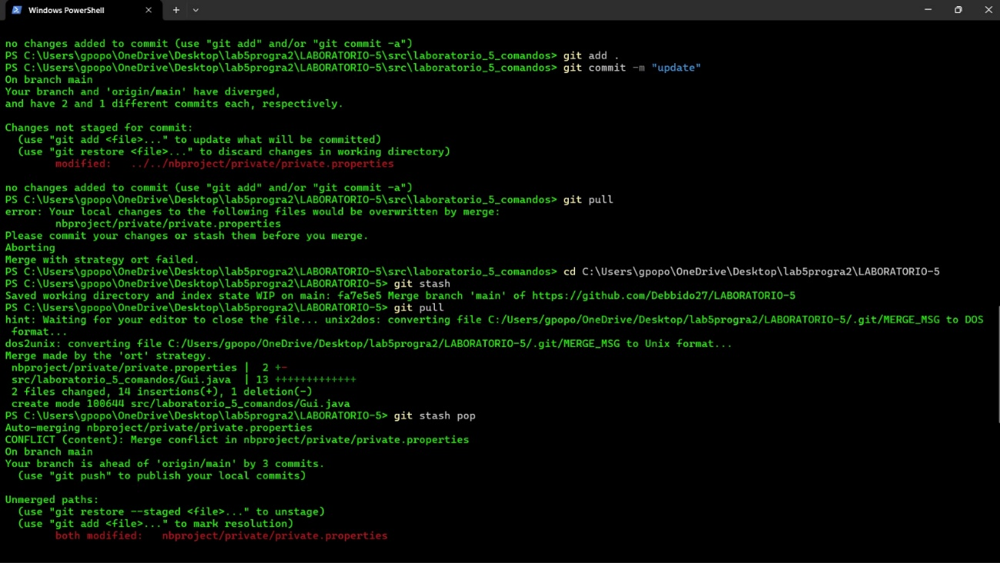 Windows PowerShell
no changes added to commit (use "git add" and/or "git commit -a")
PS C:\Users\gpopo\OneDrive\Desktop\lab5progra2\LABORATORIO-5\src\laboratorio_5_comandos> git add .
PS C:\Users\gpopo\OneDrive\Desktop\lab5progra2\LABORATORIO-5\src\laboratorio_5_comandos> git commit -m "update"
On branch main
Your branch and 'origin/main' have diverged,
and have 2 and 1 different commits each, respectively.
Changes not staged for commit:
(use "git add <file>..." to update what will be committed)
(use "git restore <file>..." to discard changes in working directory)
modified:   ../../nbproject/private/private.properties
no changes added to commit (use "git add" and/or "git commit -a")
PS C:\Users\gpopo\OneDrive\Desktop\lab5progra2\LABORATORIO-5\src\laboratorio_5_comandos> git pull
error: Your local changes to the following files would be overwritten by merge:
nbproject/private/private.properties
Please commit your changes or stash them before you merge.
Aborting
Merge with strategy ort failed.
PS C:\Users\gpopo\OneDrive\Desktop\lab5progra2\LABORATORIO-5\src\laboratorio_5_comandos> cd C:\Users\gpopo\OneDrive\Desktop\lab5progra2\LABORATORIO-5
PS C:\Users\gpopo\OneDrive\Desktop\lab5progra2\LABORATORIO-5> git stash
Saved working directory and index state WIP on main: fa7e5e5 Merge branch 'main' of https://github.com/Debbido27/LABORATORIO-5
PS C:\Users\gpopo\OneDrive\Desktop\lab5progra2\LABORATORIO-5> git pull
hint: Waiting for your editor to close the file... unix2dos: converting file C:/Users/gpopo/OneDrive/Desktop/lab5progra2/LABORATORIO-5/.git/MERGE_MSG to DOS
format...
dos2unix: converting file C:/Users/gpopo/OneDrive/Desktop/lab5progra2/LABORATORIO-5/.git/MERGE_MSG to Unix format...
Merge made by the 'ort' strategy.
nbproject/private/private.properties |  2 +-
src/laboratorio_5_comandos/Gui.java  | 13 +++++++++++++
2 files changed, 14 insertions(+), 1 deletion(-)
create mode 100644 src/laboratorio_5_comandos/Gui.java
PS C:\Users\gpopo\OneDrive\Desktop\lab5progra2\LABORATORIO-5> git stash pop
Auto-merging nbproject/private/private.properties
CONFLICT (content): Merge conflict in nbproject/private/private.properties
On branch main
Your branch is ahead of 'origin/main' by 3 commits.
(use "git push" to publish your local commits)
Unmerged paths:
(use "git restore --staged <file>..." to unstage)
(use "git add <file>..." to mark resolution)
both modified:   nbproject/private/private.properties